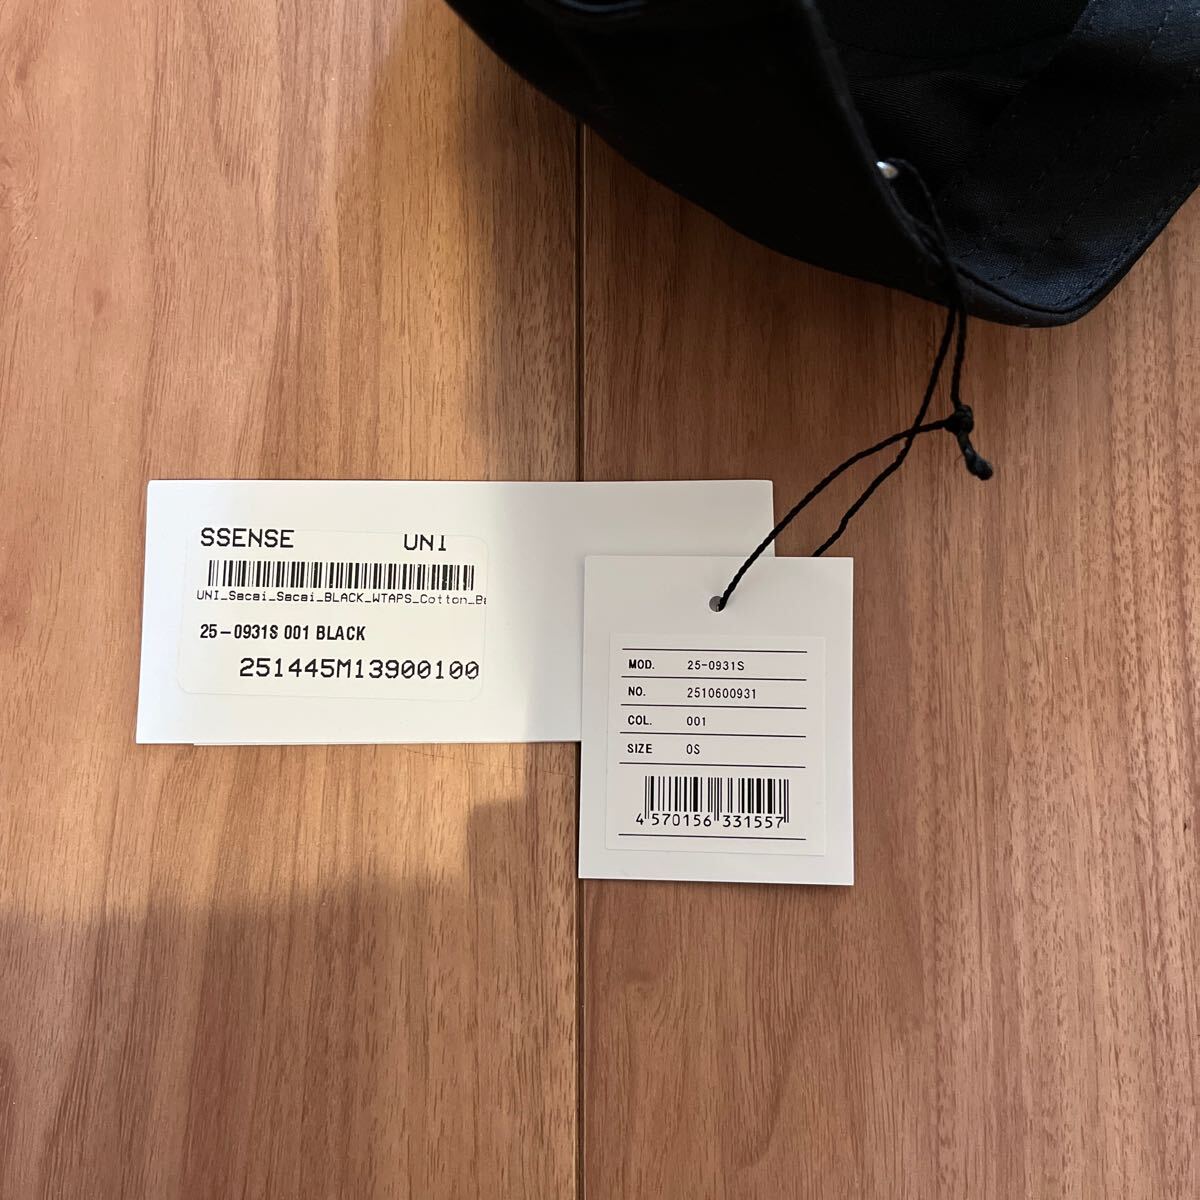 SSENSE UNI
UNI_Sacai_Sacai_BLACK_WTAPS_Cotton_Ba
25-0931S 001 BLACK
251445M13900100
MOD. 25-0931S
NO. 2510600931
COL. 001
SIZE OS
4 570156 331557